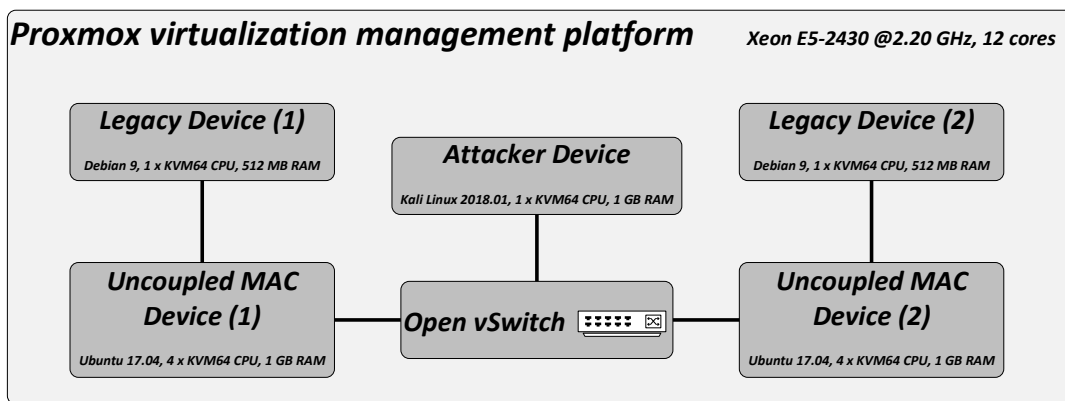 Proxmox virtualization management platform
Xeon E5-2430 @2.20 GHz, 12 cores
Legacy Device (1)
Debian 9, 1 x KVM64 CPU, 512 MB RAM
Attacker Device
Kali Linux 2018.01, 1 x KVM64 CPU, 1 GB RAM
Legacy Device (2)
Debian 9, 1 x KVM64 CPU, 512 MB RAM
Uncoupled MAC
Device (1)
Ubuntu 17.04, 4 x KVM64 CPU, 1 GB RAM
Open vSwitch
Uncoupled MAC
Device (2)
Ubuntu 17.04, 4 x KVM64 CPU, 1 GB RAM